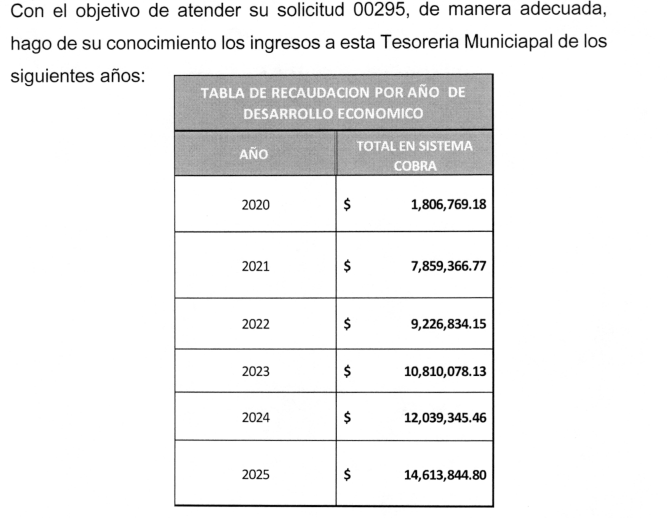 Con el objetivo de atender su solicitud 00295, de manera adecuada,
hago de su conocimiento los ingresos a esta Tesoreria Municiapal de los
siguientes años:
TABLA DE RECAUDACION POR AÑO DE
DESARROLLO ECONOMICO
AÑO
TOTAL EN SISTEMA
COBRA
2020 $ 1,806,769.18
2021 $ 7,859,366.77
2022 $ 9,226,834.15
2023 $ 10,810,078.13
2024 $ 12,039,345.46
2025 $ 14,613,844.80